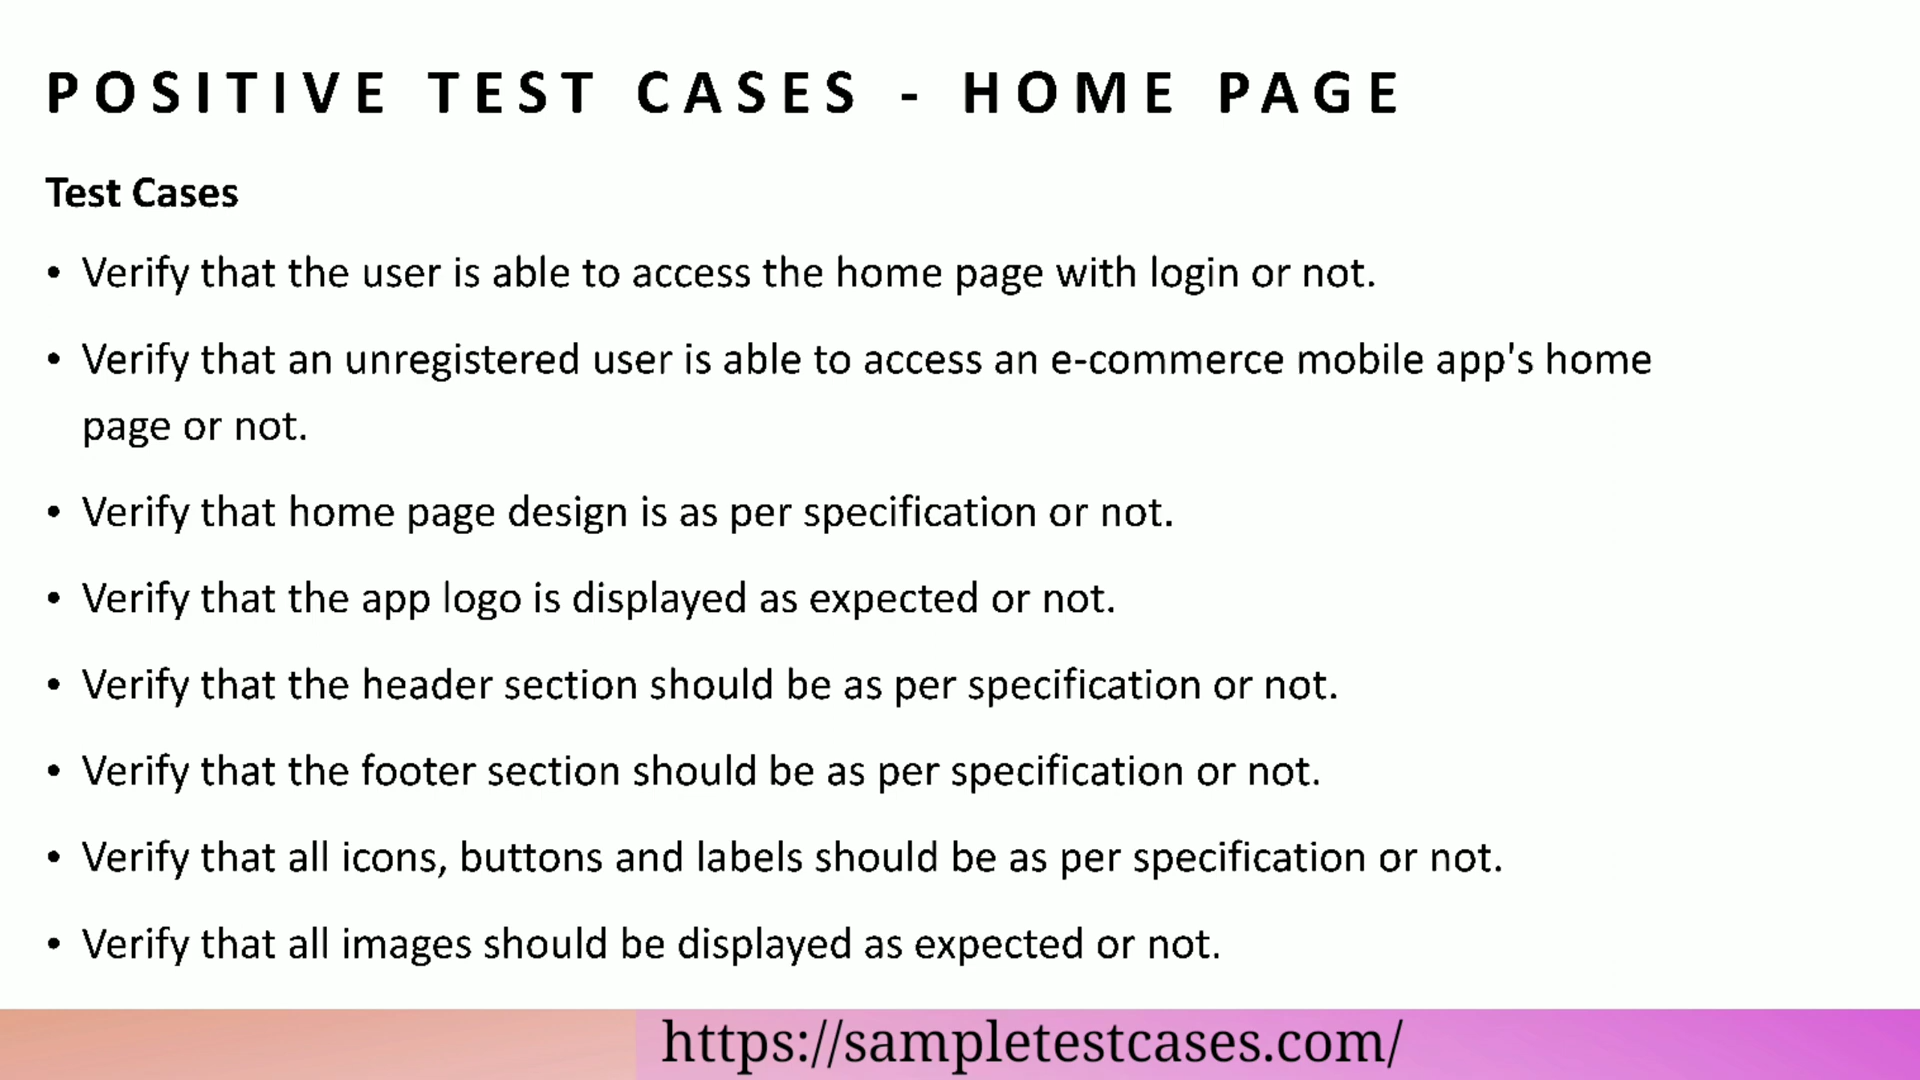 POSITIVE TEST CASES - HOME PAGE
Test Cases
• Verify that the user is able to access the home page with login or not.
• Verify that an unregistered user is able to access an e-commerce mobile app's home
page or not.
• Verify that home page design is as per specification or not.
• Verify that the app logo is displayed as expected or not.
• Verify that the header section should be as per specification or not.
• Verify that the footer section should be as per specification or not.
• Verify that all icons, buttons and labels should be as per specification or not.
• Verify that all images should be displayed as expected or not.
https://sampletestcases.com/